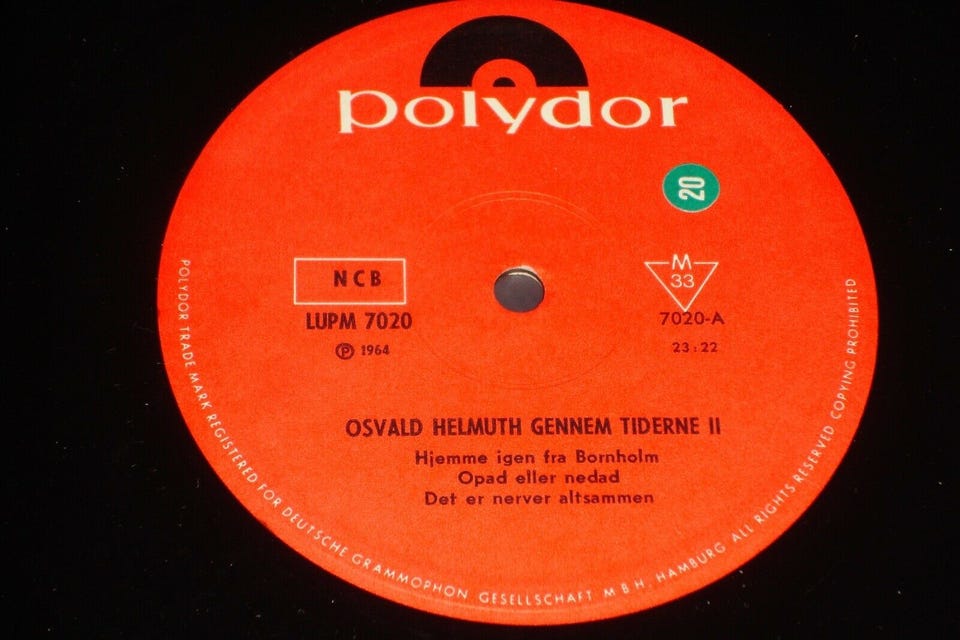 polydor
20
NCB
M
33
LUPM 7020
7020-A
℗ 1964
23:22
OSVALD HELMUTH GENNEM TIDERNE II
Hjemme igen fra Bornholm
Opad eller nedad
Det er nerver altsammen
POLYDOR TRADE MARK REGISTERED FOR DEUTSCHE GRAMMOPHON GESELLSCHAFT M B H. HAMBURG ALL RIGHTS RESERVED COPYING PROHIBITED